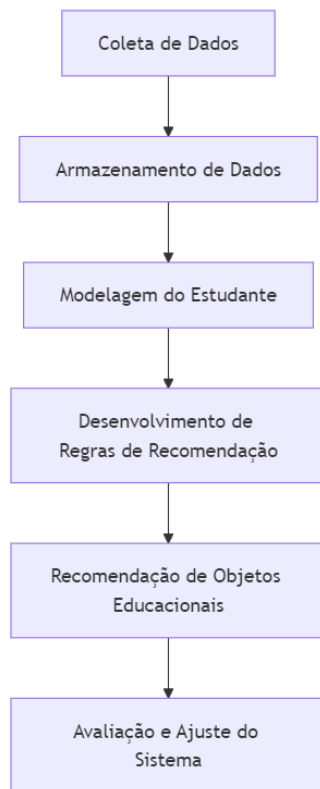 Coleta de Dados
Armazenamento de Dados
Modelagem do Estudante
Desenvolvimento de
Regras de Recomendação
Recomendação de Objetos
Educacionais
Avaliação e Ajuste do
Sistema